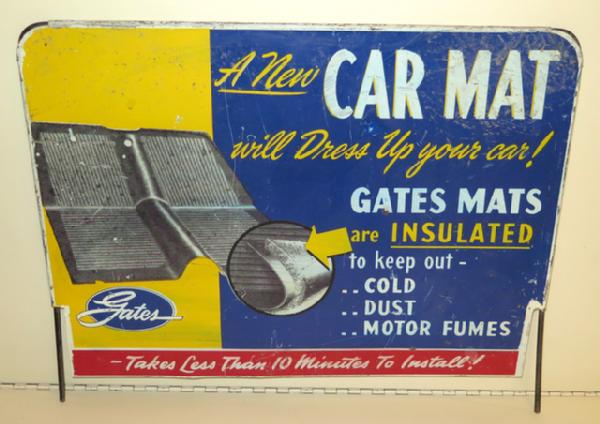 A New CAR MAT
will Dress Up your car!
GATES MATS
are INSULATED
to keep out -
.. COLD
.. DUST
.. MOTOR FUMES
Gates
- Takes Less Than 10 Minutes To Install!